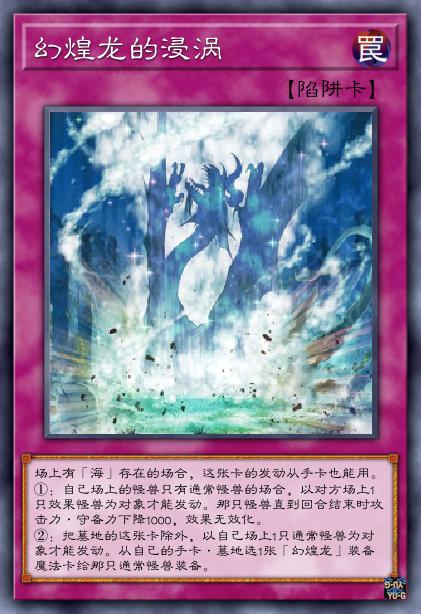 幻煌龙的浸涡
罠
【陷阱卡】
场上有「海」存在的场合，这张卡的发动从手卡也能用。
①：自己场上的怪兽只有通常怪兽的场合，以对方场上1
只效果怪兽为对象才能发动。那只怪兽直到回合结束时攻
击力·守备力下降1000，效果无效化。
②：把墓地的这张卡除外，以自己场上1只通常怪兽为对
象才能发动。从自己的手卡·墓地选1张「幻煌龙」装备
魔法卡给那只通常怪兽装备。
YU-G